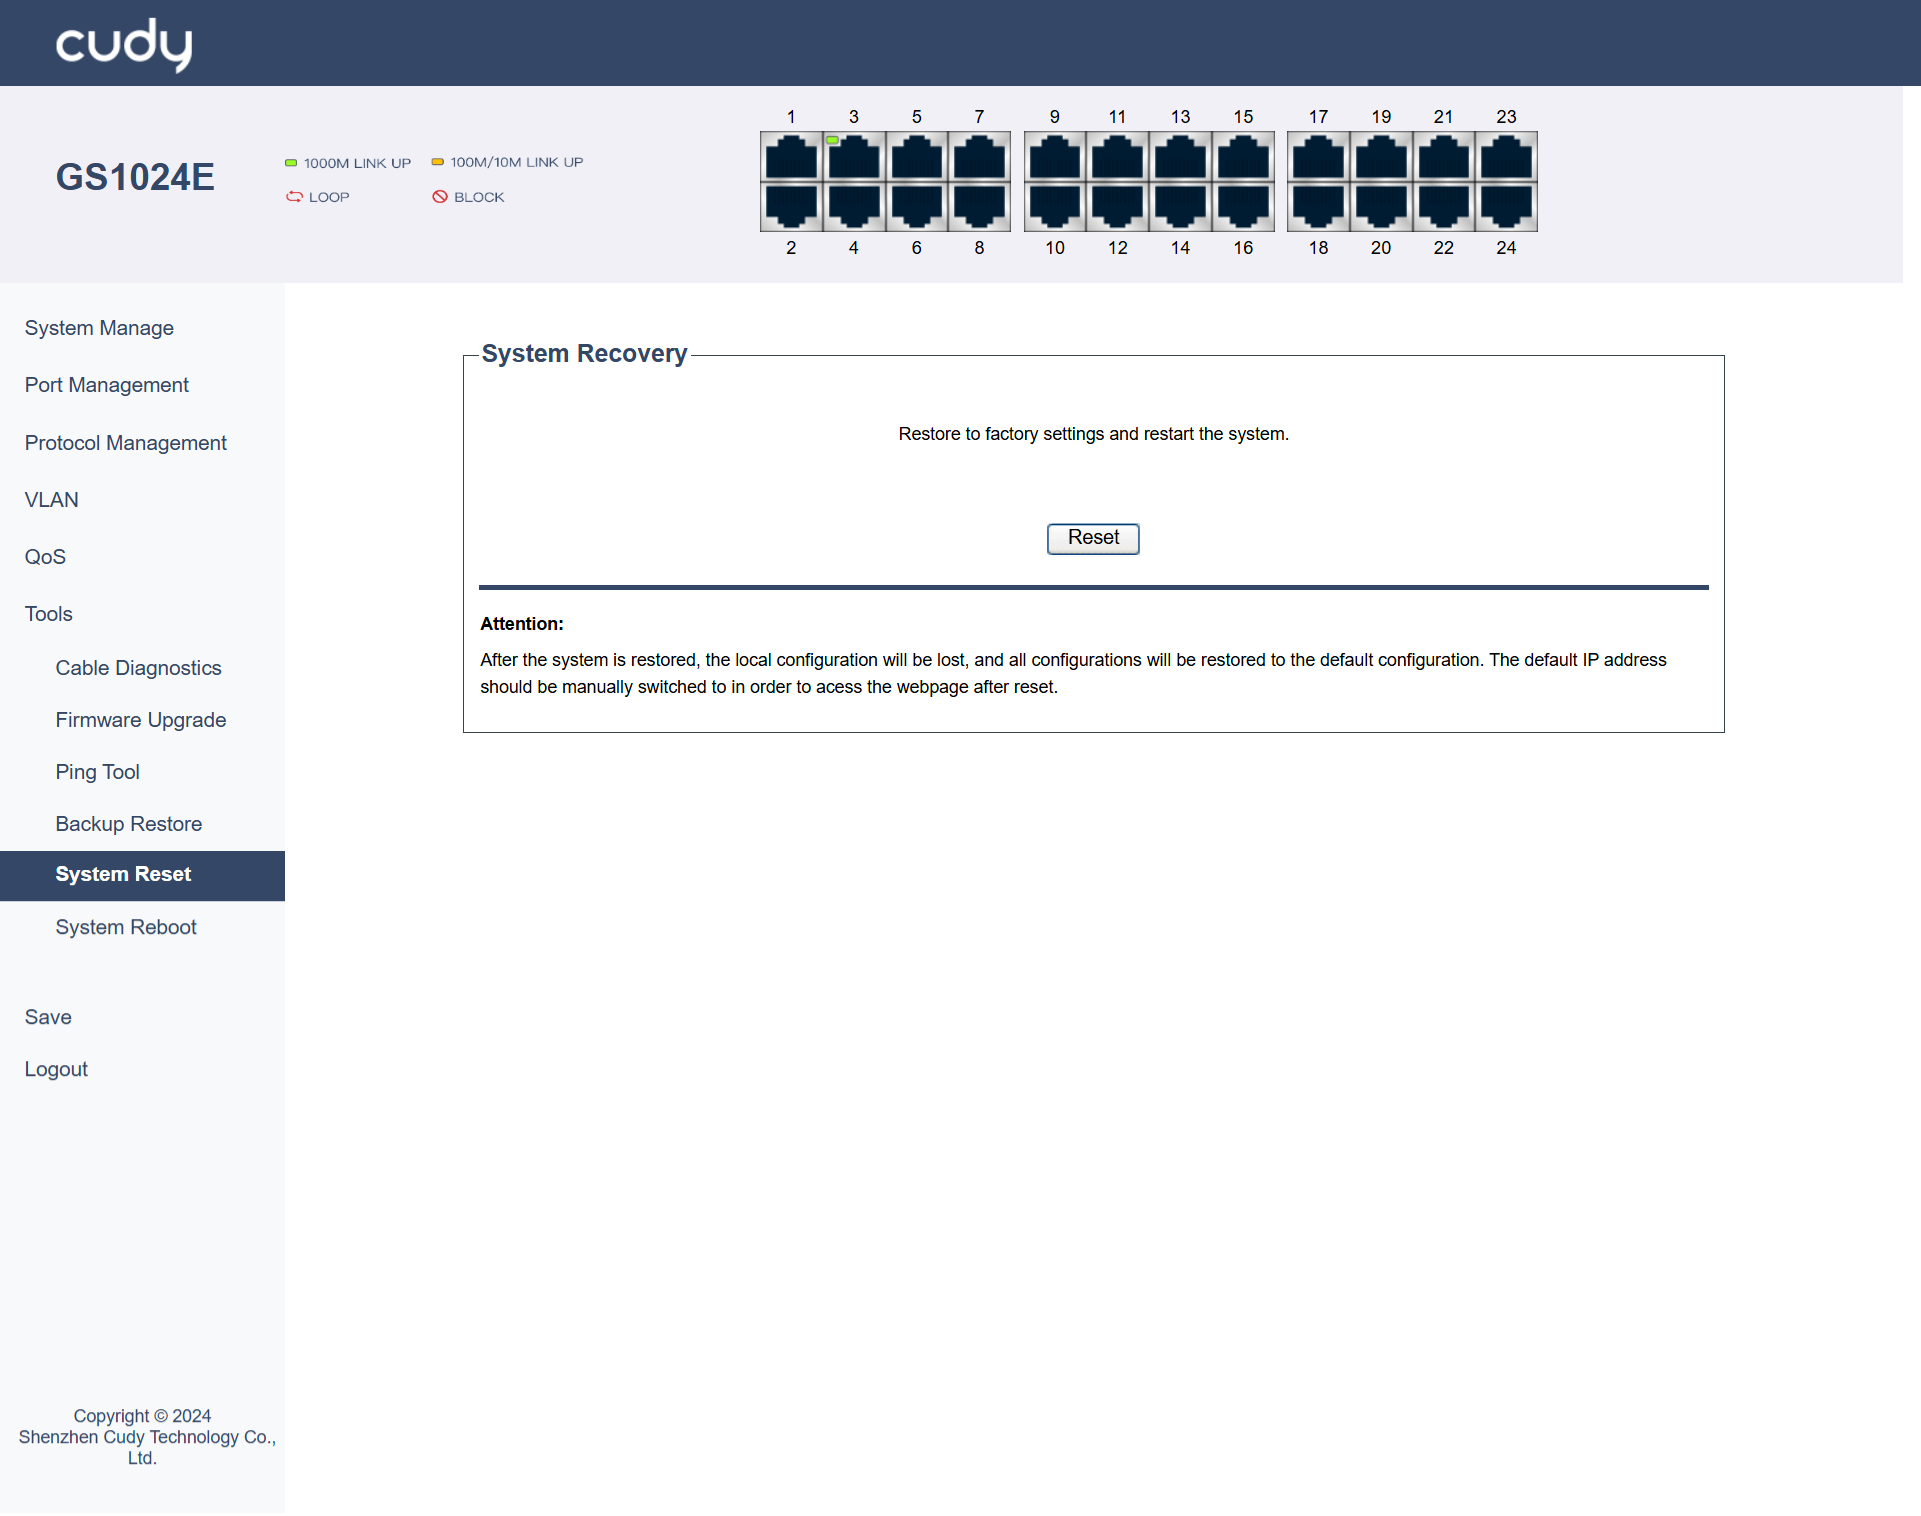 cudy
1 3 5 7 9 11 13 15 17 19 21 23
GS1024E
1000M LINK UP 100M/10M LINK UP
LOOP BLOCK
2 4 6 8 10 12 14 16 18 20 22 24
System Manage
Port Management
Protocol Management
VLAN
QoS
Tools
Cable Diagnostics
Firmware Upgrade
Ping Tool
Backup Restore
System Reset
System Reboot
Save
Logout
Copyright © 2024
Shenzhen Cudy Technology Co.,
Ltd.
System Recovery
Restore to factory settings and restart the system.
Reset
Attention:
After the system is restored, the local configuration will be lost, and all configurations will be restored to the default configuration. The default IP address
should be manually switched to in order to acess the webpage after reset.